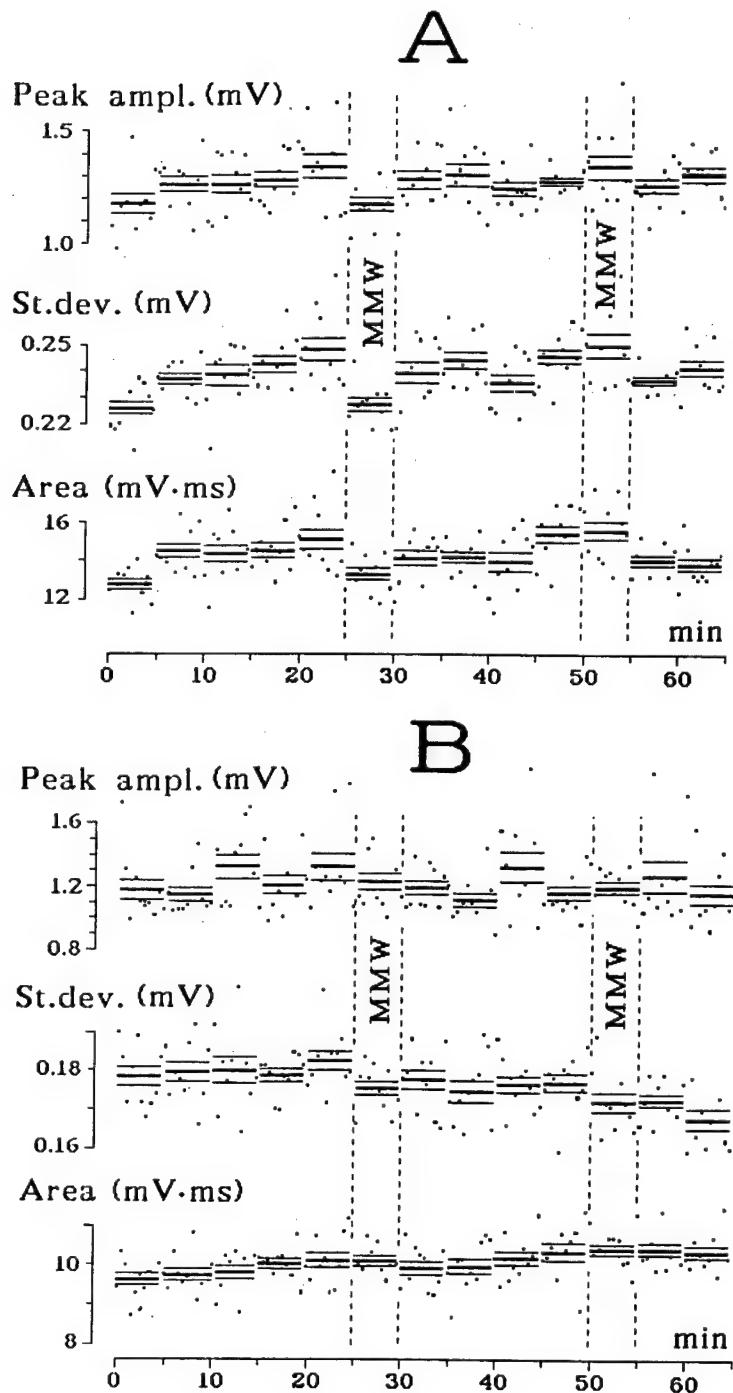 A
Peak ampl. (mV)
1.5
1.0
MMW
MMW
St.dev. (mV)
0.25
0.22
Area (mV·ms)
16
12
min
0 10 20 30 40 50 60
B
Peak ampl. (mV)
1.6
1.2
0.8
MMW
MMW
St.dev. (mV)
0.18
0.16
Area (mV·ms)
10
8
min
0 10 20 30 40 50 60